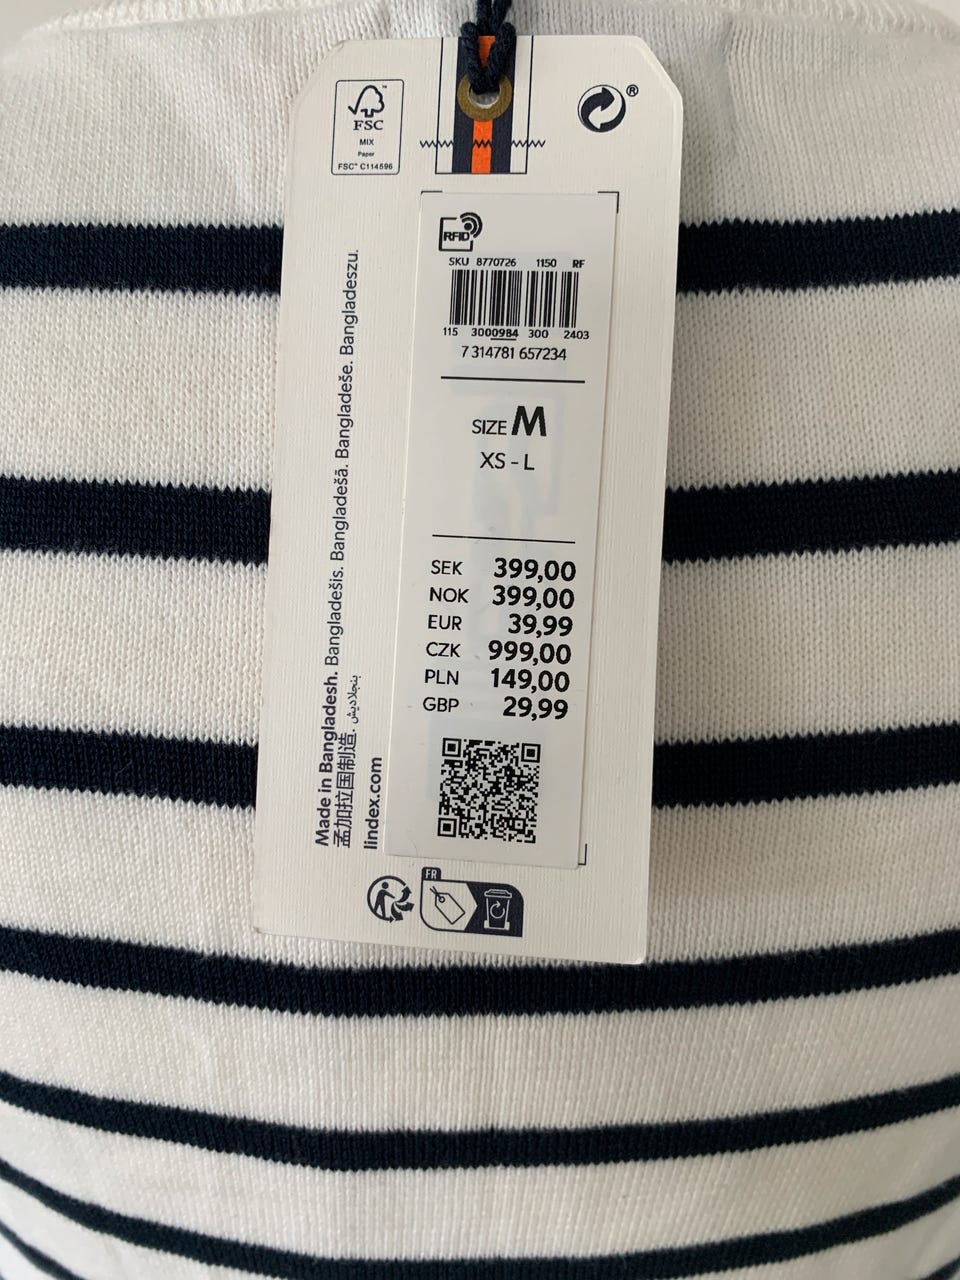 FSC
MIX
Paper
FSC® C114596
RFID
SKU 8770726 1150 RF
115 3000984 300 2403
7 314781 657234
SIZE M
XS - L
SEK 399,00
NOK 399,00
EUR 39,99
CZK 999,00
PLN 149,00
GBP 29,99
Made in Bangladesh. Bangladešis. Bangladešā. Bangladeše. Bangladeszu.
孟加拉国制造. بنجلاديش
lindex.com
FR